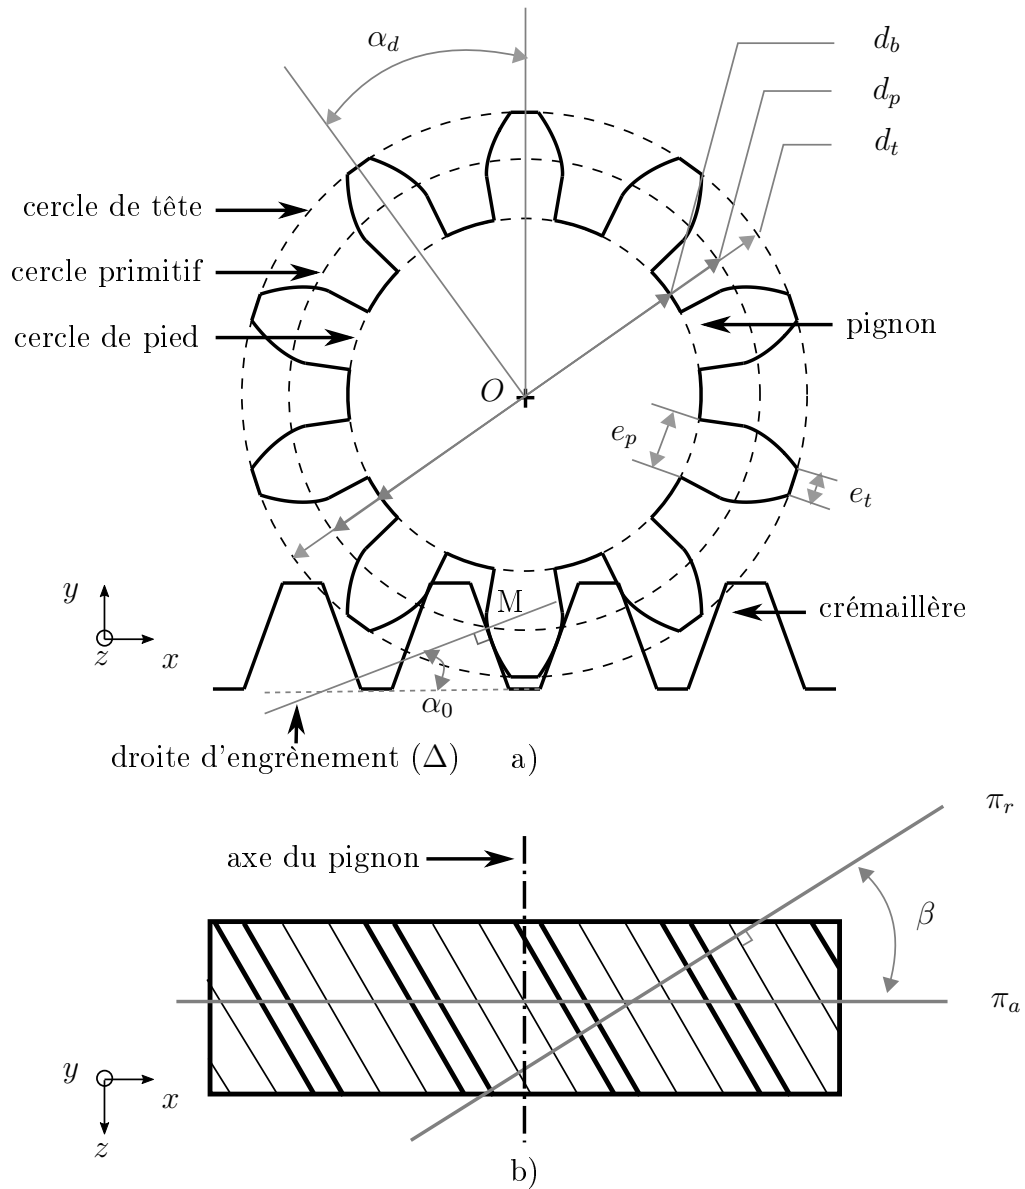 α_d
d_b
d_p
d_t
cercle de tête
cercle primitif
cercle de pied
pignon
O
e_p
e_t
y
z
x
M
crémaillère
α_0
droite d'engrènement (Δ)
a)
π_r
axe du pignon
β
π_a
y
x
z
b)